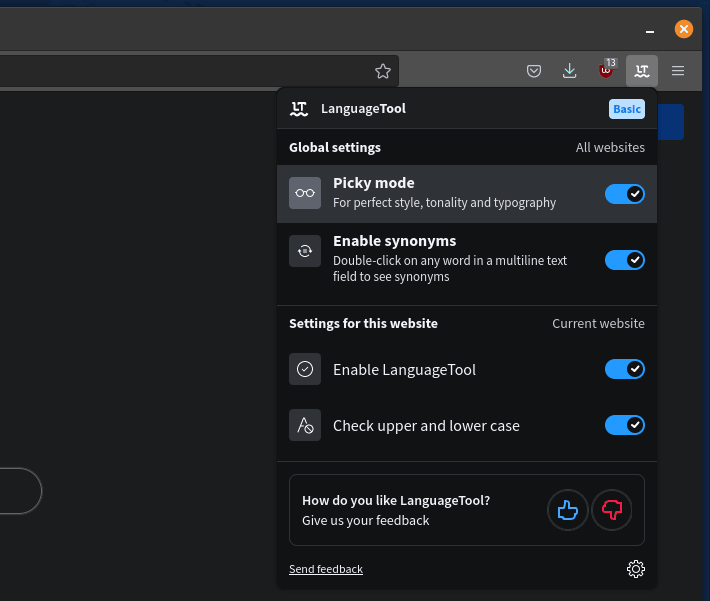 13
LT
LT LanguageTool Basic
Global settings All websites
Picky mode
For perfect style, tonality and typography
Enable synonyms
Double-click on any word in a multiline text
field to see synonyms
Settings for this website Current website
Enable LanguageTool
Check upper and lower case
How do you like LanguageTool?
Give us your feedback
Send feedback